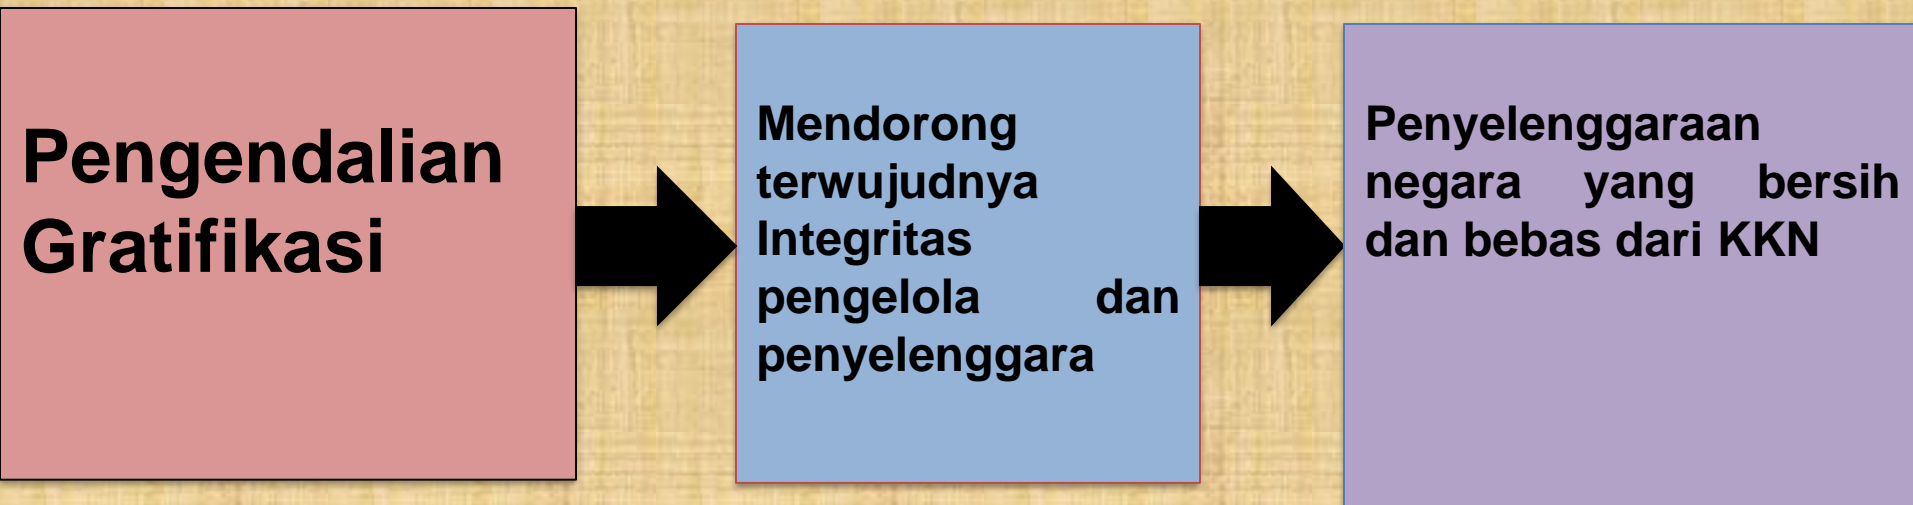 Pengendalian
Gratifikasi
Mendorong
terwujudnya
Integritas
pengelola dan
penyelenggara
Penyelenggaraan
negara yang bersih
dan bebas dari KKN